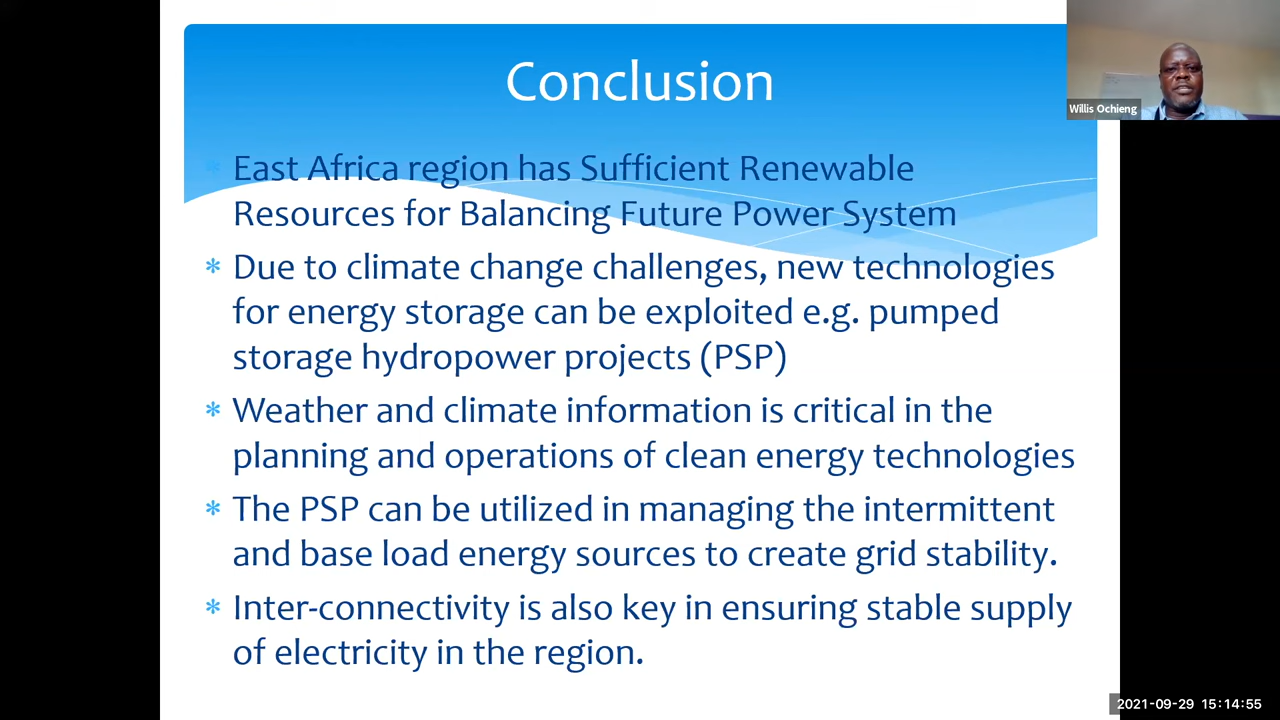 Conclusion
Willis Ochieng
* East Africa region has Sufficient Renewable
Resources for Balancing Future Power System
* Due to climate change challenges, new technologies
for energy storage can be exploited e.g. pumped
storage hydropower projects (PSP)
* Weather and climate information is critical in the
planning and operations of clean energy technologies
* The PSP can be utilized in managing the intermittent
and base load energy sources to create grid stability.
* Inter-connectivity is also key in ensuring stable supply
of electricity in the region.
2021-09-29 15:14:55